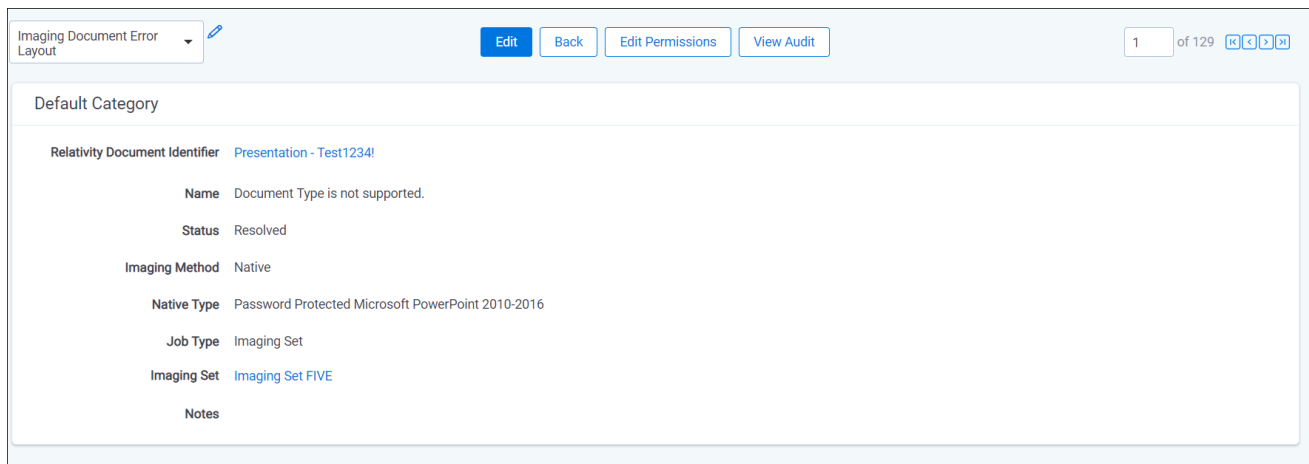 Imaging Document Error
Layout
Edit Back Edit Permissions View Audit
1 of 129
Default Category
Relativity Document Identifier Presentation - Test1234!
Name Document Type is not supported.
Status Resolved
Imaging Method Native
Native Type Password Protected Microsoft PowerPoint 2010-2016
Job Type Imaging Set
Imaging Set Imaging Set FIVE
Notes